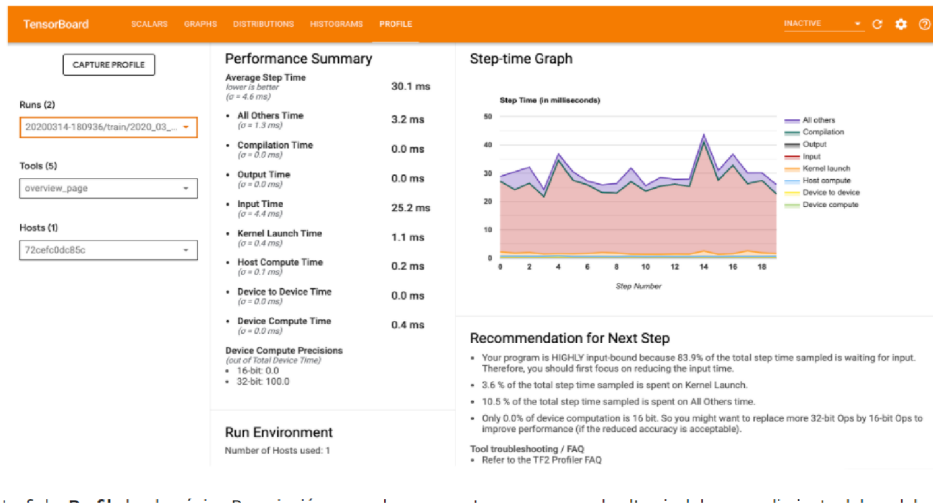 TensorBoard
SCALARS GRAPHS DISTRIBUTIONS HISTOGRAMS PROFILE
INACTIVE
CAPTURE PROFILE
Runs (2)
20200314-180936/train/2020_03_...
Tools (5)
overview_page
Hosts (1)
72cefc0dc85c
Performance Summary
Average Step Time
lower is better
(σ = 4.6 ms)
30.1 ms
• All Others Time
(σ = 1.3 ms)
3.2 ms
• Compilation Time
(σ = 0.0 ms)
0.0 ms
• Output Time
(σ = 0.0 ms)
0.0 ms
• Input Time
(σ = 4.4 ms)
25.2 ms
• Kernel Launch Time
(σ = 0.4 ms)
1.1 ms
• Host Compute Time
(σ = 0.1 ms)
0.2 ms
• Device to Device Time
(σ = 0.0 ms)
0.0 ms
• Device Compute Time
(σ = 0.0 ms)
0.4 ms
Device Compute Precisions
(out of Total Device Time)
• 16-bit: 0.0
• 32-bit: 100.0
Run Environment
Number of Hosts used: 1
Step-time Graph
Step Time (in milliseconds)
50
40
30
20
10
0
0 2 4 6 8 10 12 14 16 18
Step Number
All others
Compilation
Output
Input
Kernel launch
Host compute
Device to device
Device compute
Recommendation for Next Step
• Your program is HIGHLY input-bound because 83.9% of the total step time sampled is waiting for input.
Therefore, you should first focus on reducing the input time.
• 3.6 % of the total step time sampled is spent on Kernel Launch.
• 10.5 % of the total step time sampled is spent on All Others time.
• Only 0.0% of device computation is 16 bit. So you might want to replace more 32-bit Ops by 16-bit Ops to
improve performance (if the reduced accuracy is acceptable).
Tool troubleshooting / FAQ
• Refer to the TF2 Profiler FAQ